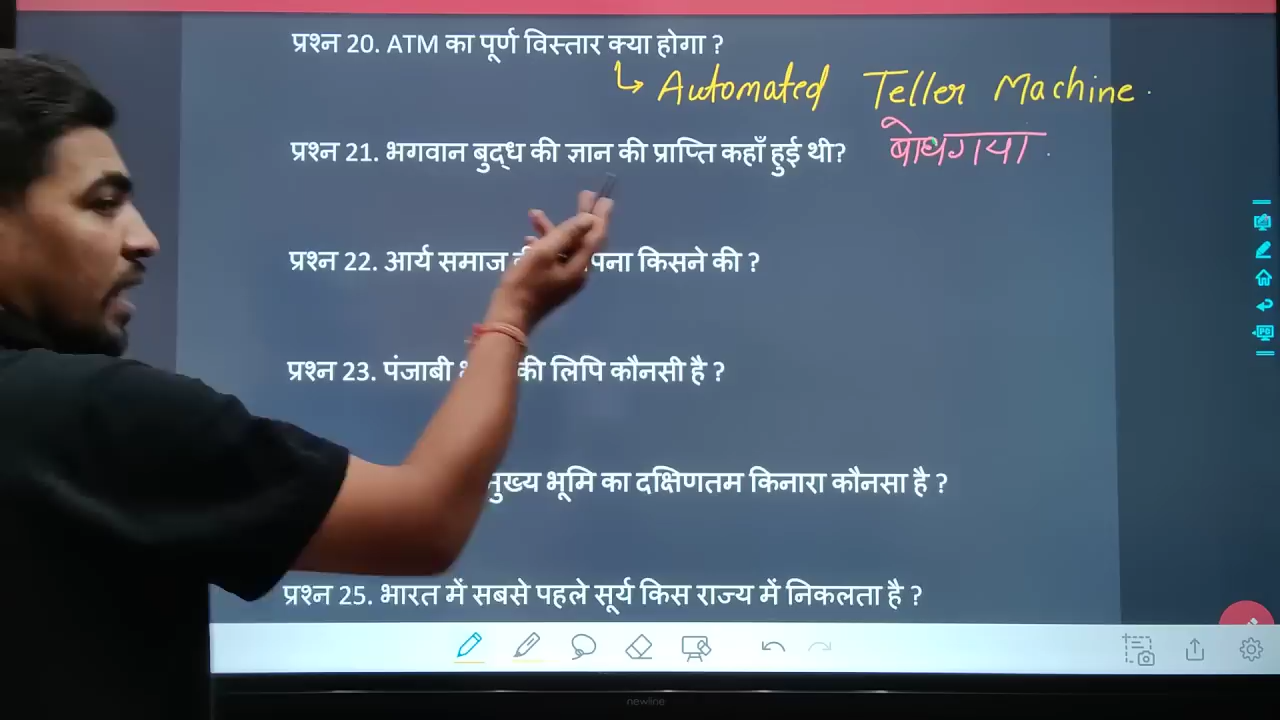 प्रश्न 20. ATM का पूर्ण विस्तार क्या होगा ?
↳ Automated Teller Machine.
प्रश्न 21. भगवान बुद्ध की ज्ञान की प्राप्ति कहाँ हुई थी? बोधगया.
प्रश्न 22. आर्य समाज की पना किसने की ?
प्रश्न 23. पंजाबी की लिपि कौनसी है ?
मुख्य भूमि का दक्षिणतम किनारा कौनसा है ?
प्रश्न 25. भारत में सबसे पहले सूर्य किस राज्य में निकलता है ?
newline